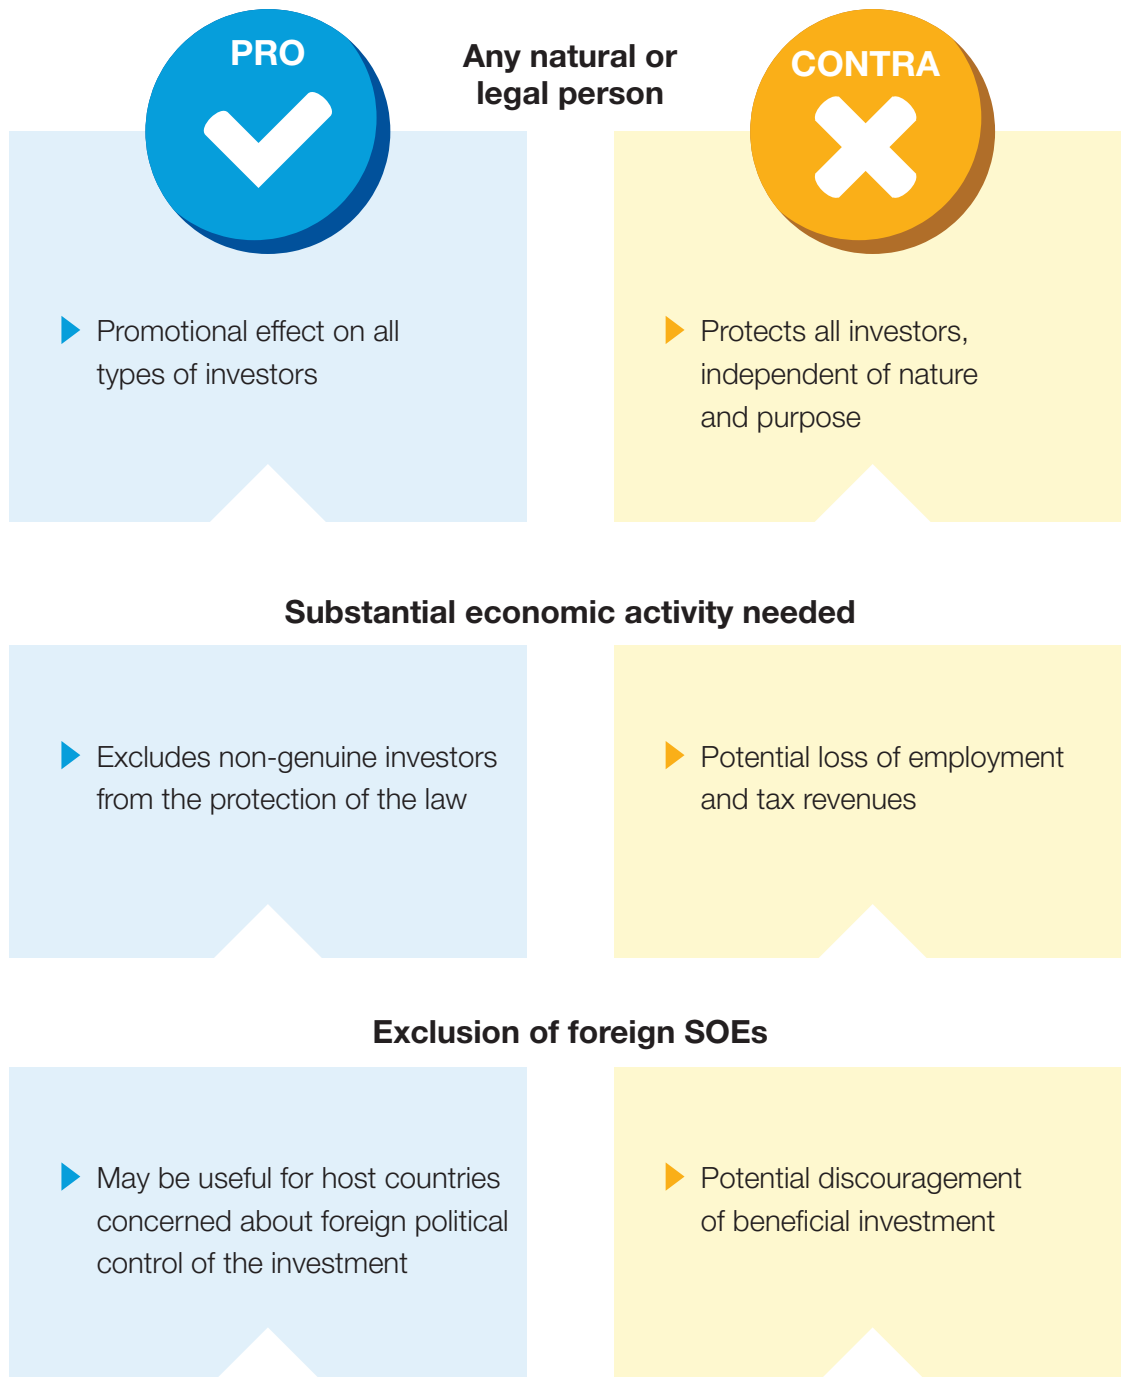 PRO
Any natural or
legal person
CONTRA
Promotional effect on all
types of investors
Protects all investors,
independent of nature
and purpose
Substantial economic activity needed
Excludes non-genuine investors
from the protection of the law
Potential loss of employment
and tax revenues
Exclusion of foreign SOEs
May be useful for host countries
concerned about foreign political
control of the investment
Potential discouragement
of beneficial investment